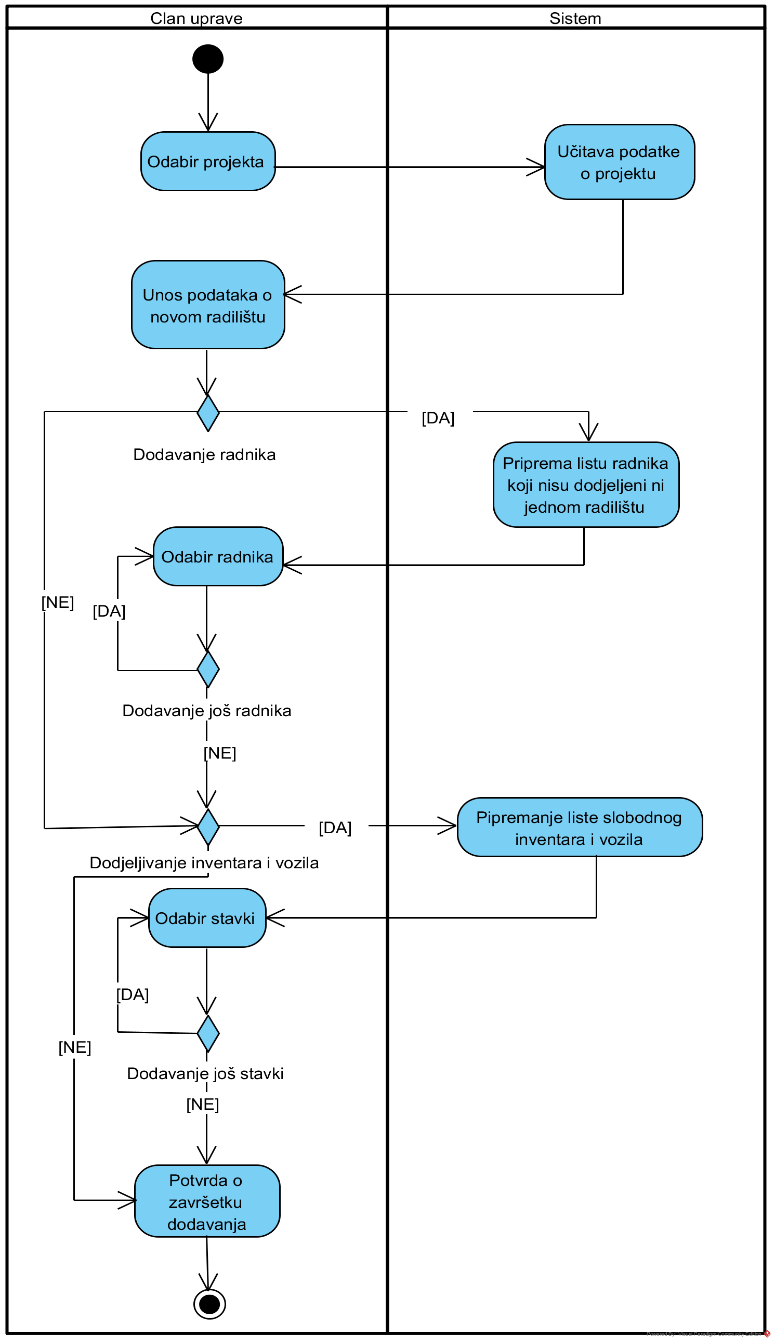 Clan uprave
Sistem
Odabir projekta
Učitava podatke
o projektu
Unos podataka o
novom radilištu
[DA]
Dodavanje radnika
Priprema listu radnika
koji nisu dodjeljeni ni
jednom radilištu
Odabir radnika
[NE]
[DA]
Dodavanje još radnika
[NE]
Pipremanje liste slobodnog
inventara i vozila
[DA]
Dodjeljivanje inventara i vozila
Odabir stavki
[DA]
[NE]
Dodavanje još stavki
[NE]
Potvrda o
završetku
dodavanja